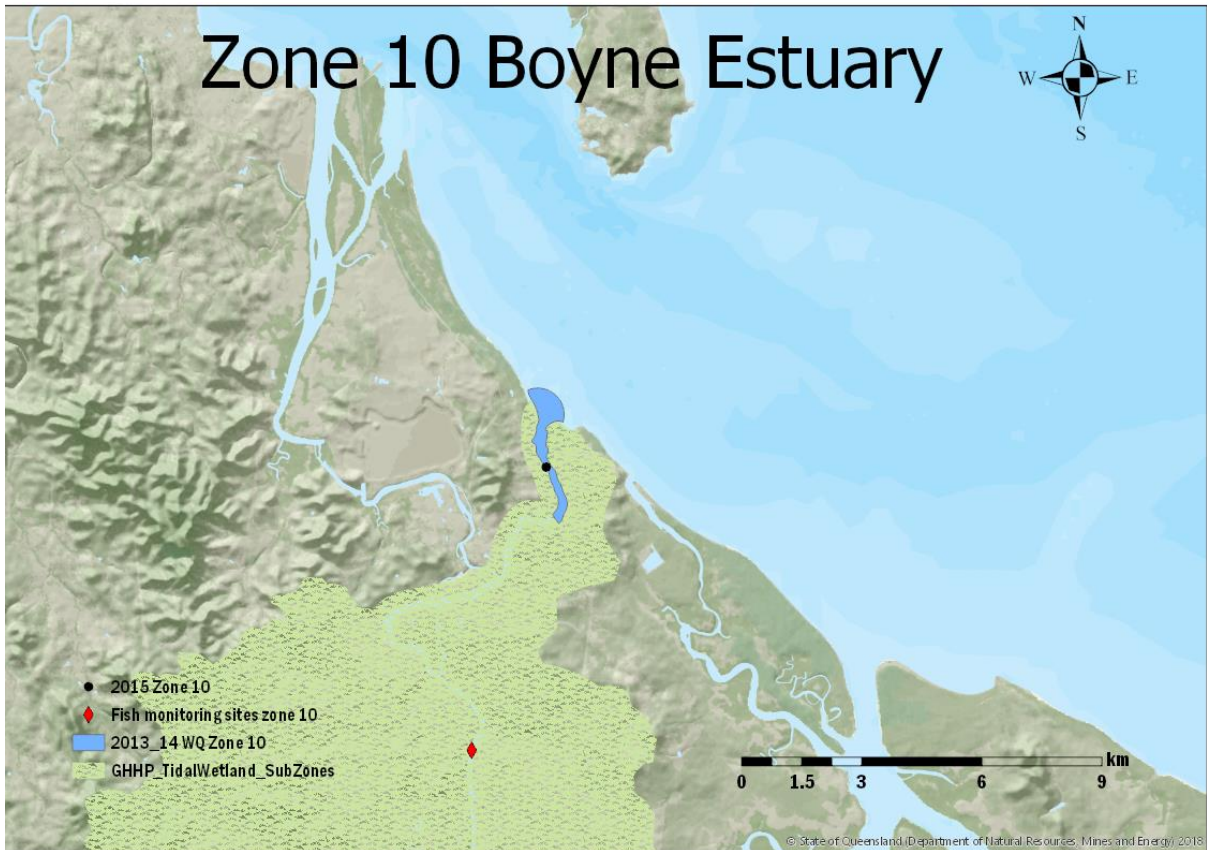 Zone 10 Boyne Estuary
N
W E
S
2015 Zone 10
Fish monitoring sites zone 10
2013_14 WQ Zone 10
GHHP_TidalWetland_SubZones
km
0 1.5 3 6 9
© State of Queensland (Department of Natural Resources, Mines and Energy) 2018